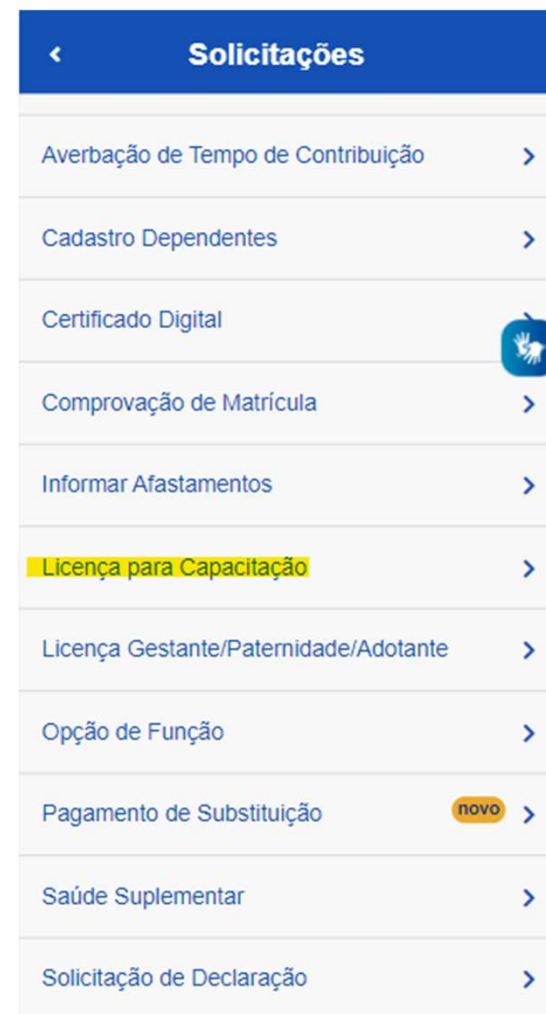 Solicitações
Averbação de Tempo de Contribuição
Cadastro Dependentes
Certificado Digital
Comprovação de Matrícula
Informar Afastamentos
Licença para Capacitação
Licença Gestante/Paternidade/Adotante
Opção de Função
Pagamento de Substituição novo
Saúde Suplementar
Solicitação de Declaração